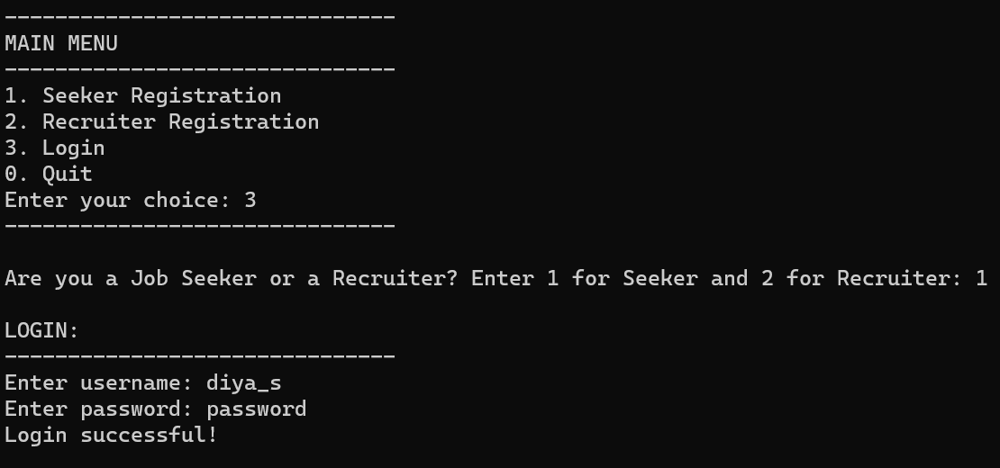 -------------------------------
MAIN MENU
-------------------------------
1. Seeker Registration
2. Recruiter Registration
3. Login
0. Quit
Enter your choice: 3
-------------------------------
Are you a Job Seeker or a Recruiter? Enter 1 for Seeker and 2 for Recruiter: 1
LOGIN:
-------------------------------
Enter username: diya_s
Enter password: password
Login successful!